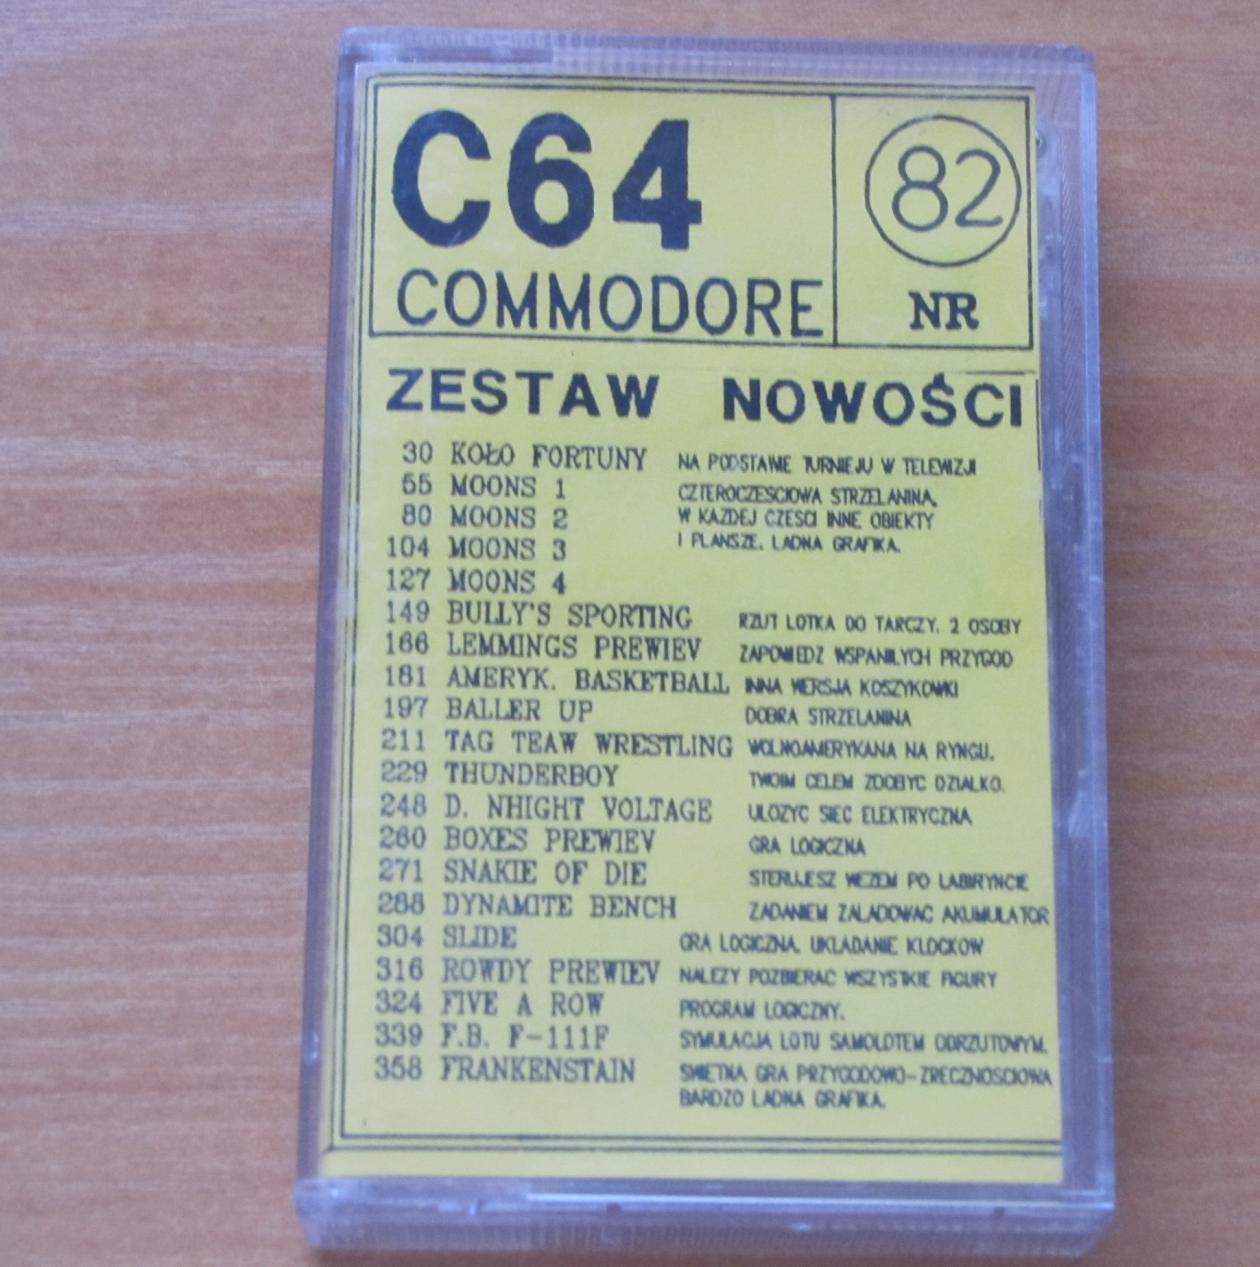 C64
COMMODORE
82
NR
ZESTAW NOWOŚCI
30 KOŁO FORTUNY NA PODSTAWIE TURNIEJU W TELEWIZJI
55 MOONS 1 CZTEROCZESCIOWA STRZELANINA,
80 MOONS 2 W KAZDEJ CZESCI INNE OBIEKTY
104 MOONS 3 I PLANSZE. LADNA GRAFIKA.
127 MOONS 4
149 BULLY'S SPORTING RZUT LOTKA DO TARCZY. 2 OSOBY
166 LEMMINGS PREWIEV ZAPOWIEDZ WSPANILYCH PRZYGOD
181 AMERYK. BASKETBALL INNA WERSJA KOSZYKOWKI
197 BALLER UP DOBRA STRZELANINA
211 TAG TEAW WRESTLING WOLNOAMERYKANA NA RYNGU.
229 THUNDERBOY TWOIM CELEM ZDOBYC DZIALKO.
248 D. NHIGHT VOLTAGE ULOZYC SIEC ELEKTRYCZNA
260 BOXES PREWIEV GRA LOGICZNA
271 SNAKIE OF DIE STERUJESZ WEZEM PO LABIRYNCIE
288 DYNAMITE BENCH ZADANIEM ZALADOWAC AKUMULATOR
304 SLIDE GRA LOGICZNA. UKLADANIE KLOCKOW
316 ROWDY PREWIEV NALEZY POZBIERAC WSZYSTKIE FIGURY
324 FIVE A ROW PROGRAM LOGICZNY.
339 F.B. F-111F SYMULACJA LOTU SAMOLOTEM ODRZUTOWYM.
358 FRANKENSTAIN SWIETNA GRA PRZYGODOWO-ZRECZNOSCIOWA
BARDZO LADNA GRAFIKA.